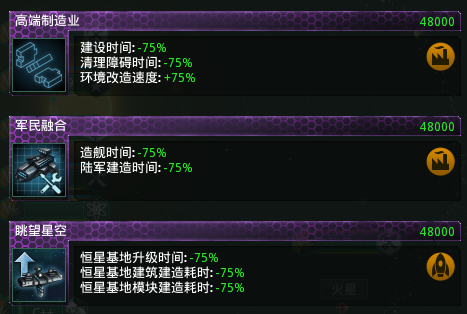 高端制造业 48000
建设时间:-75%
清理障碍时间:-75%
环境改造速度:+75%
军民融合 48000
造舰时间:-75%
陆军建造时间:-75%
眺望星空 48000
恒星基地升级时间:-75%
恒星基地建筑建造耗时:-75%
恒星基地模块建造耗时:-75%
火星